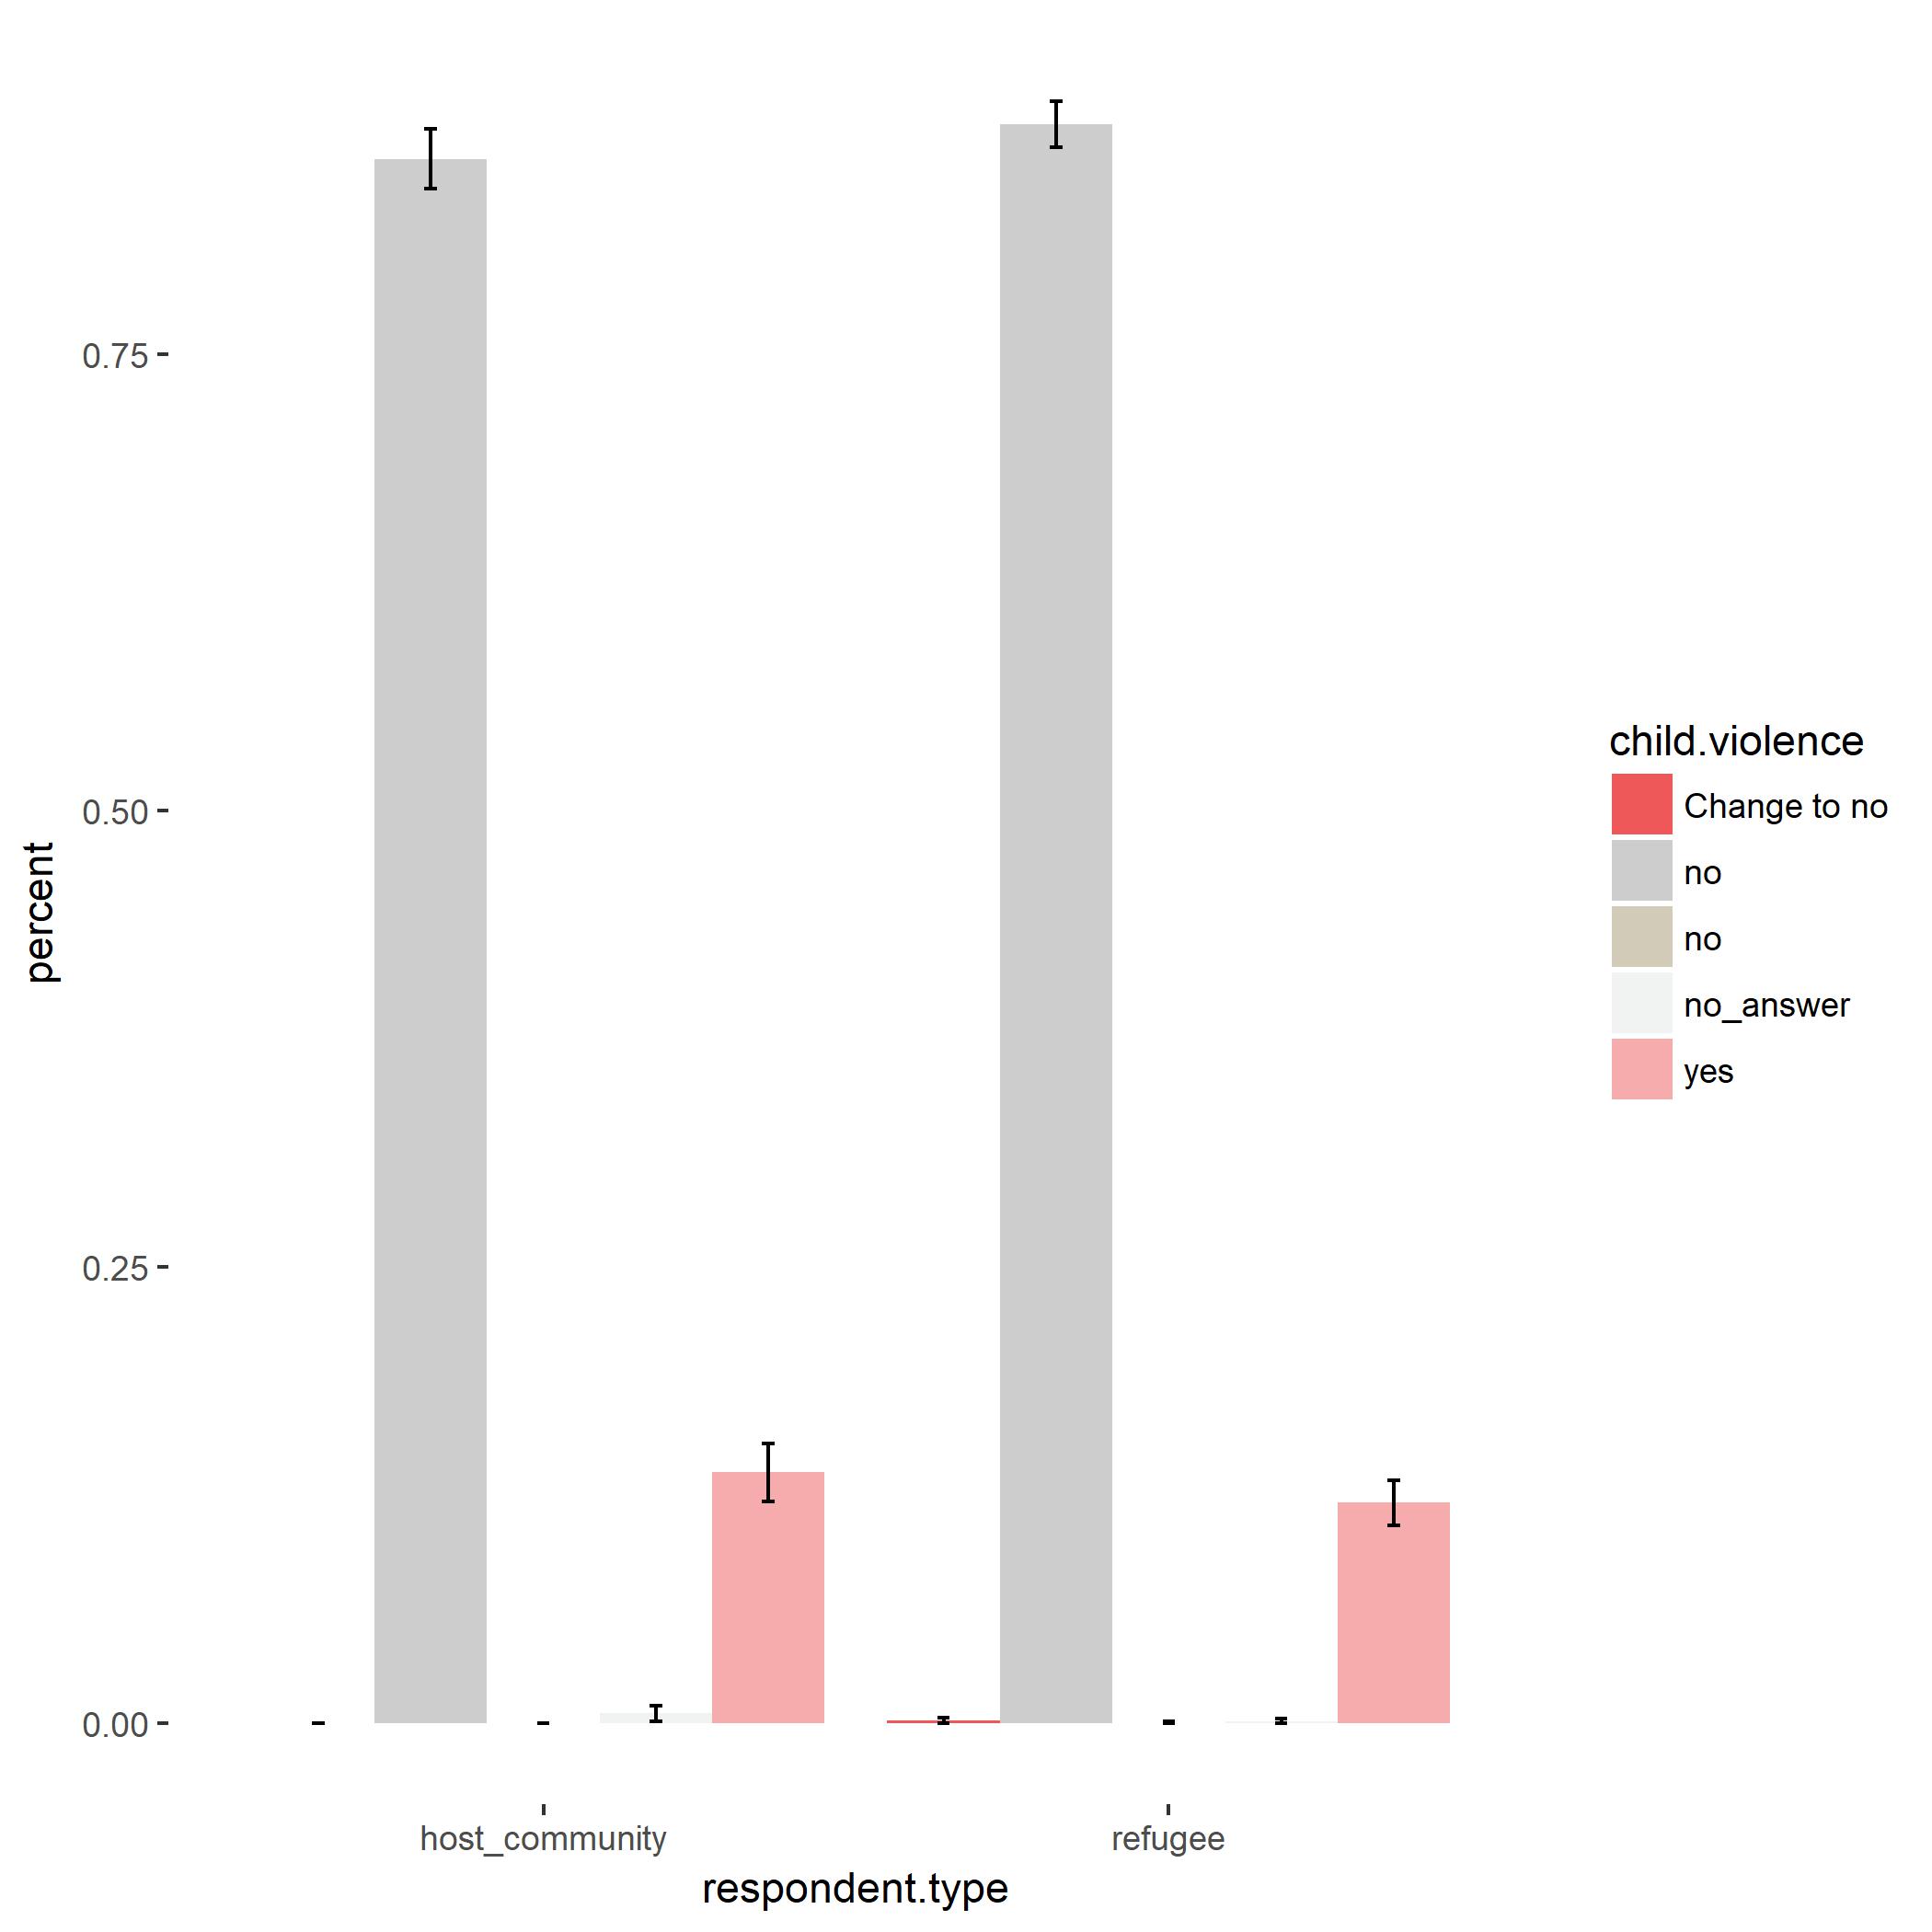 percent
0.75
0.50
0.25
0.00
host_community
refugee
respondent.type
child.violence
Change to no
no
no
no_answer
yes